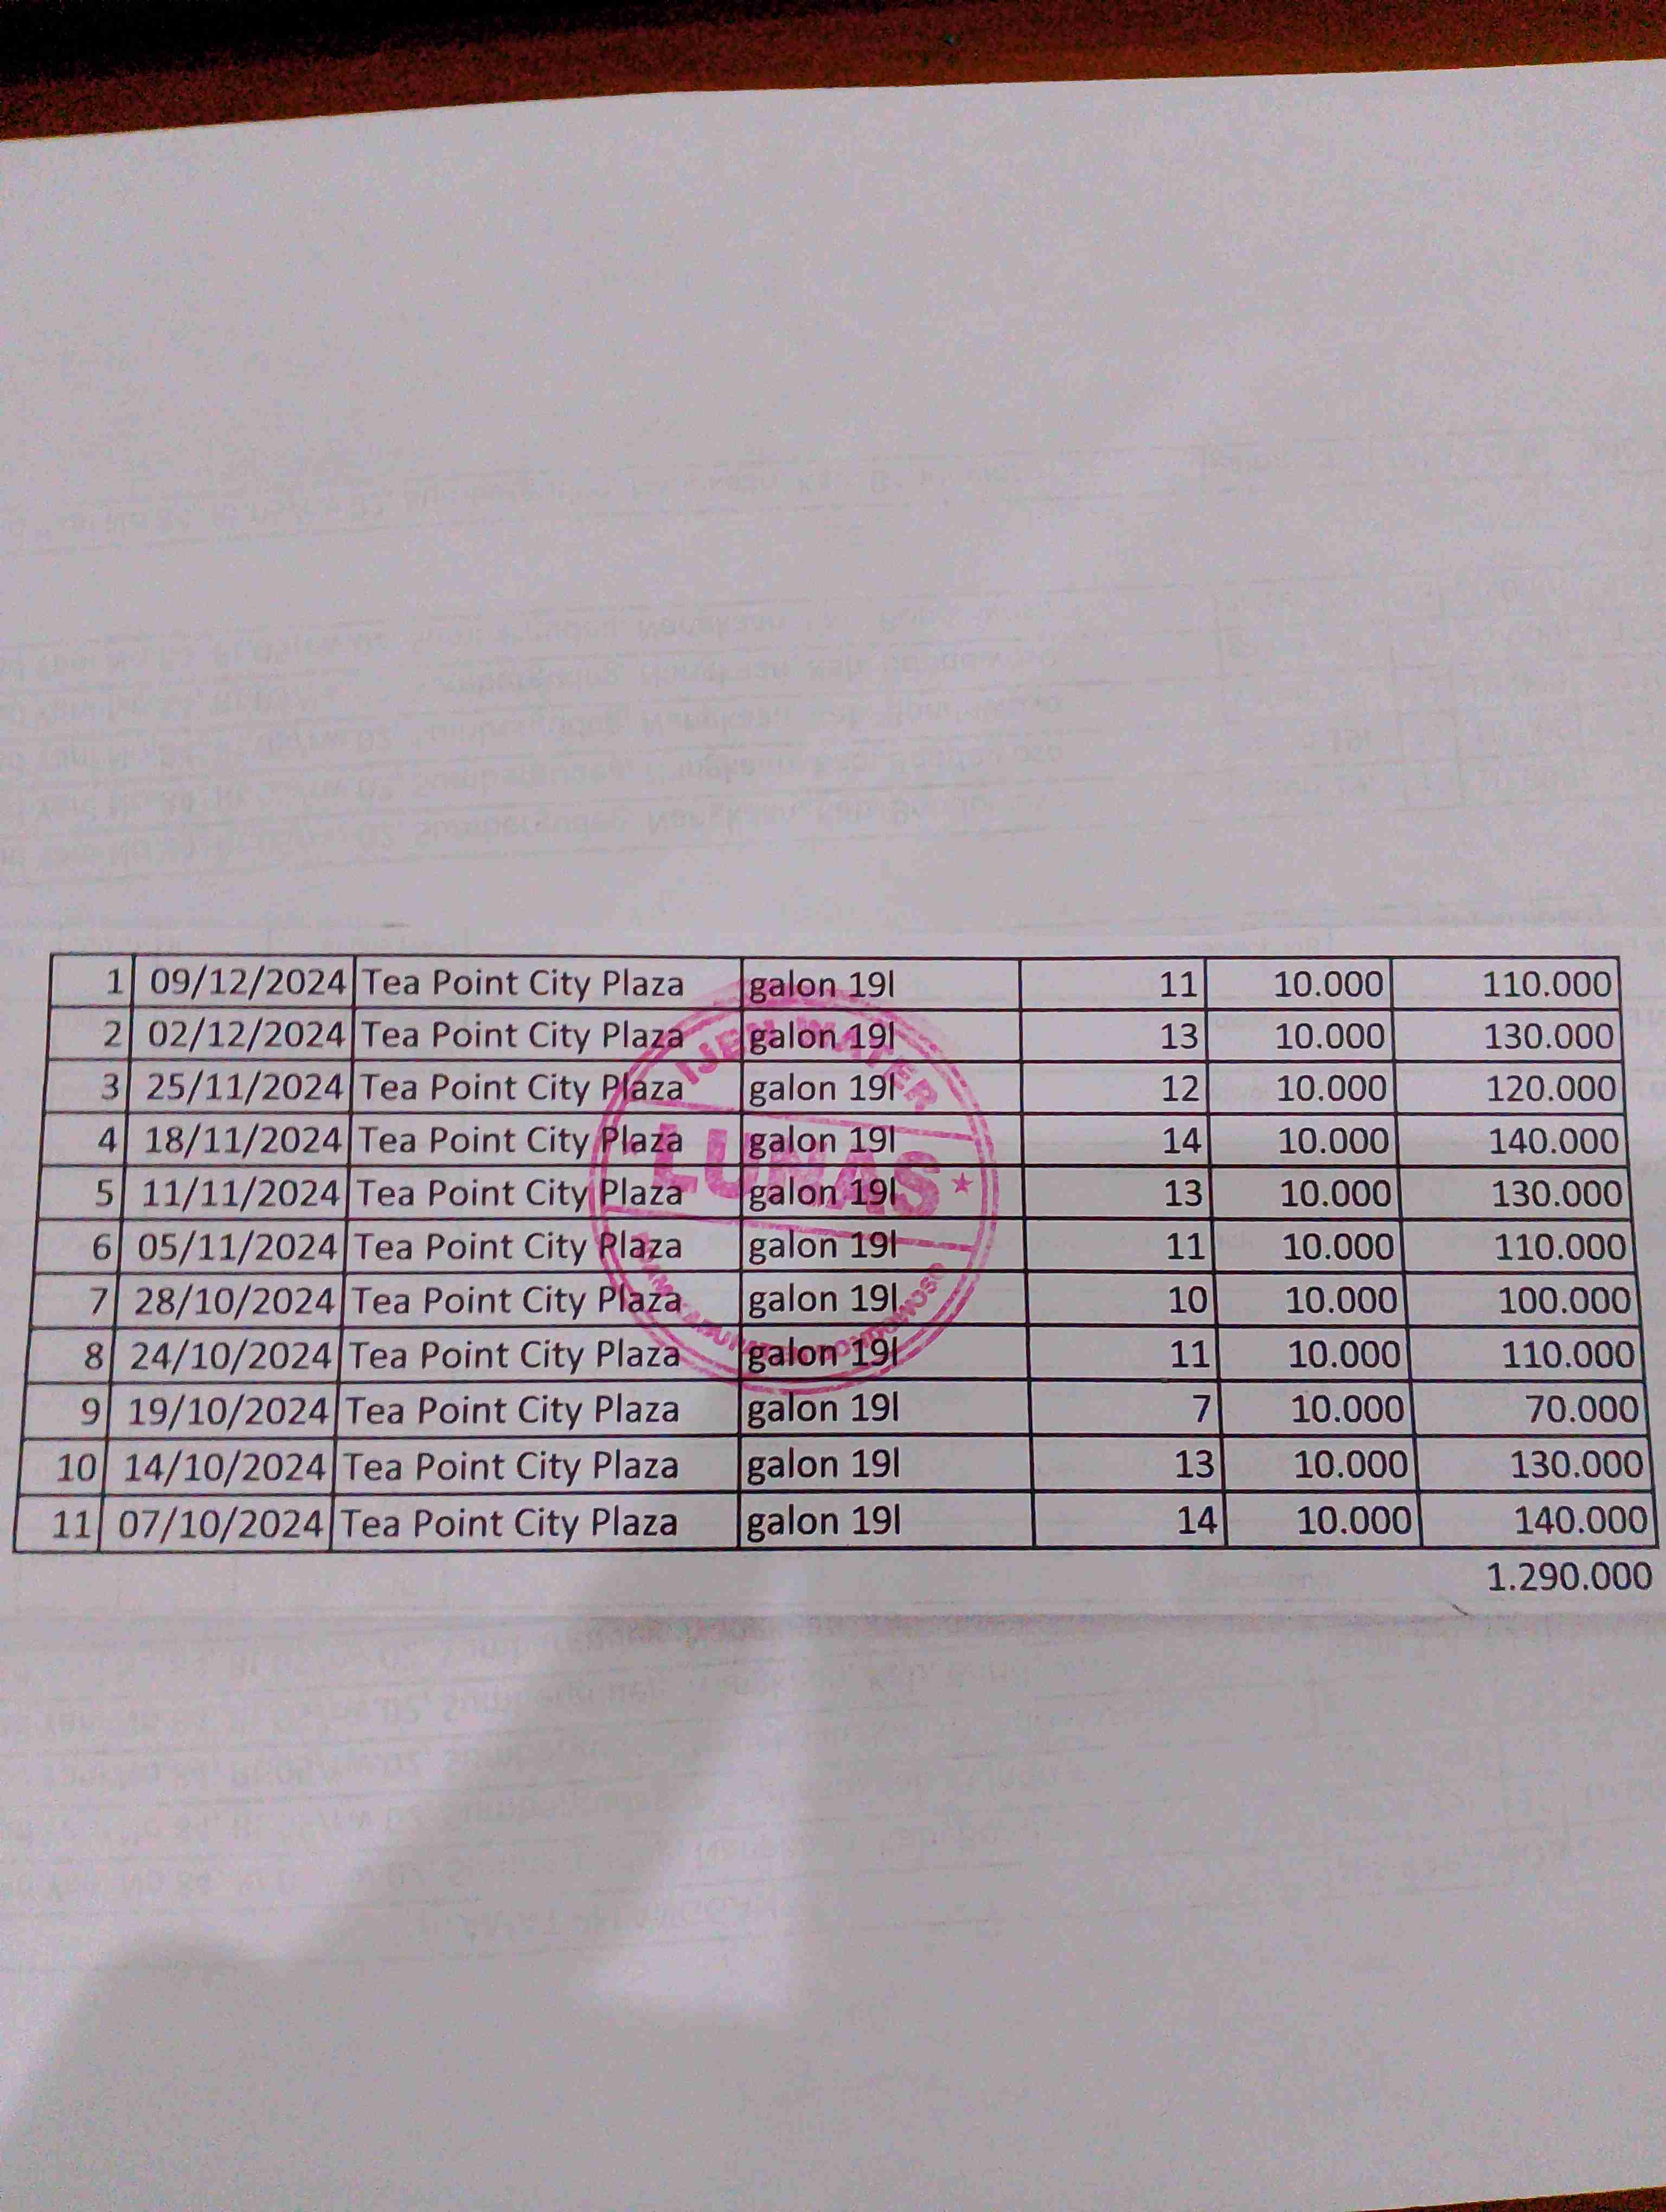 1 09/12/2024 Tea Point City Plaza galon 19l 11 10.000 110.000
2 02/12/2024 Tea Point City Plaza galon 19l 13 10.000 130.000
3 25/11/2024 Tea Point City Plaza galon 19l 12 10.000 120.000
4 18/11/2024 Tea Point City Plaza galon 19l 14 10.000 140.000
5 11/11/2024 Tea Point City Plaza galon 19l 13 10.000 130.000
6 05/11/2024 Tea Point City Plaza galon 19l 11 10.000 110.000
7 28/10/2024 Tea Point City Plaza galon 19l 10 10.000 100.000
8 24/10/2024 Tea Point City Plaza galon 19l 11 10.000 110.000
9 19/10/2024 Tea Point City Plaza galon 19l 7 10.000 70.000
10 14/10/2024 Tea Point City Plaza galon 19l 13 10.000 130.000
11 07/10/2024 Tea Point City Plaza galon 19l 14 10.000 140.000
1.290.000
IJEN WATER
LUNAS
BONDOWOSO